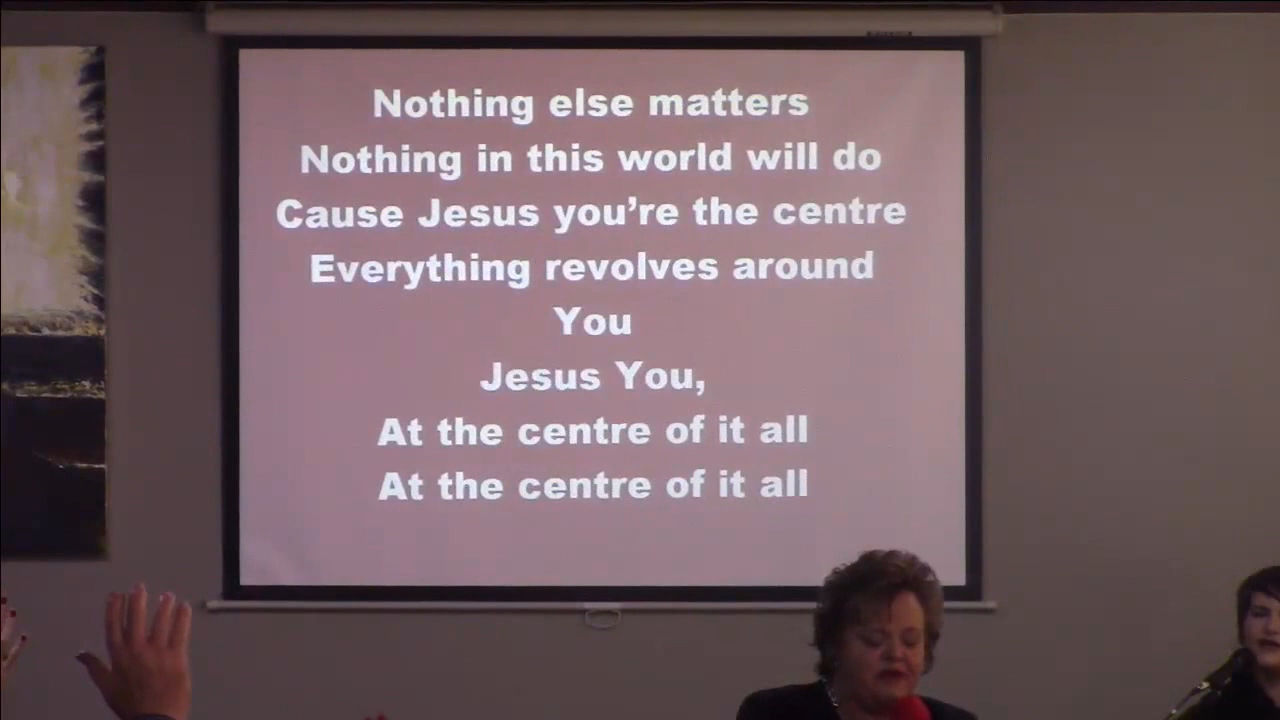 Nothing else matters
Nothing in this world will do
Cause Jesus you’re the centre
Everything revolves around
You
Jesus You,
At the centre of it all
At the centre of it all